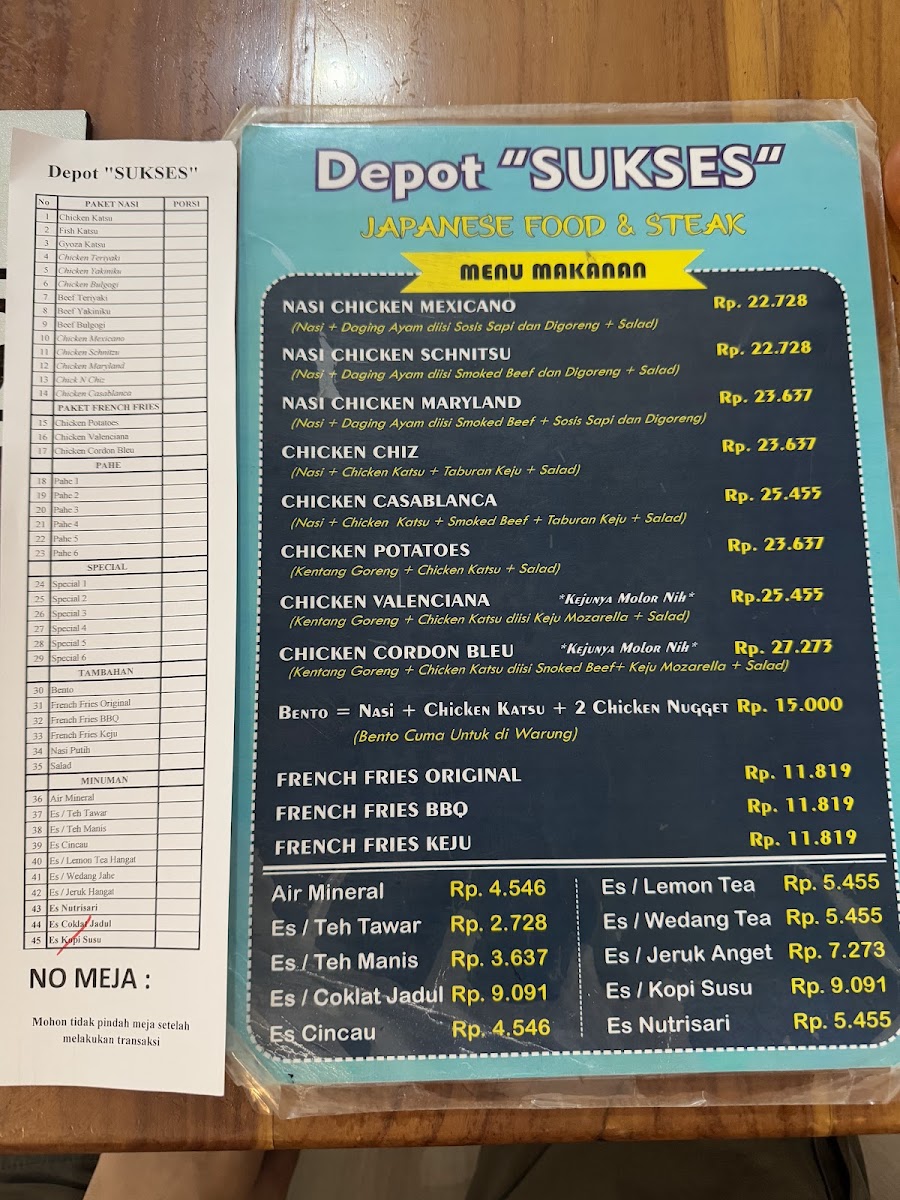 Depot "SUKSES"
No PAKET NASI PORSI
1 Chicken Katsu
2 Fish Katsu
3 Gyoza Katsu
4 Chicken Teriyaki
5 Chicken Yakiniku
6 Chicken Bulgogi
7 Beef Teriyaki
8 Beef Yakiniku
9 Beef Bulgogi
10 Chicken Mexicano
11 Chicken Schnitzu
12 Chicken Maryland
13 Chick N Chiz
14 Chicken Casablanca
PAKET FRENCH FRIES
15 Chicken Potatoes
16 Chicken Valenciana
17 Chicken Cordon Bleu
PAHE
18 Pahe 1
19 Pahe 2
20 Pahe 3
21 Pahe 4
22 Pahe 5
23 Pahe 6
SPECIAL
24 Special 1
25 Special 2
26 Special 3
27 Special 4
28 Special 5
29 Special 6
TAMBAHAN
30 Bento
31 French Fries Original
32 French Fries BBQ
33 French Fries Keju
34 Nasi Putih
35 Salad
MINUMAN
36 Air Mineral
37 Es / Teh Tawar
38 Es / Teh Manis
39 Es Cincau
40 Es / Lemon Tea Hangat
41 Es / Wedang Jahe
42 Es / Jeruk Hangat
43 Es Nutrisari
44 Es Coklat Jadul
45 Es Kopi Susu
NO MEJA :
Mohon tidak pindah meja setelah
melakukan transaksi
Depot "SUKSES"
JAPANESE FOOD & STEAK
MENU MAKANAN
NASI CHICKEN MEXICANO Rp. 22.728
(Nasi + Daging Ayam diisi Sosis Sapi dan Digoreng + Salad)
NASI CHICKEN SCHNITSU Rp. 22.728
(Nasi + Daging Ayam diisi Smoked Beef dan Digoreng + Salad)
NASI CHICKEN MARYLAND Rp. 23.637
(Nasi + Daging Ayam diisi Smoked Beef + Sosis Sapi dan Digoreng)
CHICKEN CHIZ Rp. 23.637
(Nasi + Chicken Katsu + Taburan Keju + Salad)
CHICKEN CASABLANCA Rp. 25.455
(Nasi + Chicken Katsu + Smoked Beef + Taburan Keju + Salad)
CHICKEN POTATOES Rp. 23.637
(Kentang Goreng + Chicken Katsu + Salad)
CHICKEN VALENCIANA *Kejunya Molor Nih* Rp.25.455
(Kentang Goreng + Chicken Katsu diisi Keju Mozarella + Salad)
CHICKEN CORDON BLEU *Kejunya Molor Nih* Rp. 27.273
(Kentang Goreng + Chicken Katsu diisi Snoked Beef+ Keju Mozarella + Salad)
Bento = Nasi + Chicken Katsu + 2 Chicken Nugget Rp. 15.000
(Bento Cuma Untuk di Warung)
FRENCH FRIES ORIGINAL Rp. 11.819
FRENCH FRIES BBQ Rp. 11.819
FRENCH FRIES KEJU Rp. 11.819
Air Mineral Rp. 4.546
Es / Teh Tawar Rp. 2.728
Es / Teh Manis Rp. 3.637
Es / Coklat Jadul Rp. 9.091
Es Cincau Rp. 4.546
Es / Lemon Tea Rp. 5.455
Es / Wedang Tea Rp. 5.455
Es / Jeruk Anget Rp. 7.273
Es / Kopi Susu Rp. 9.091
Es Nutrisari Rp. 5.455